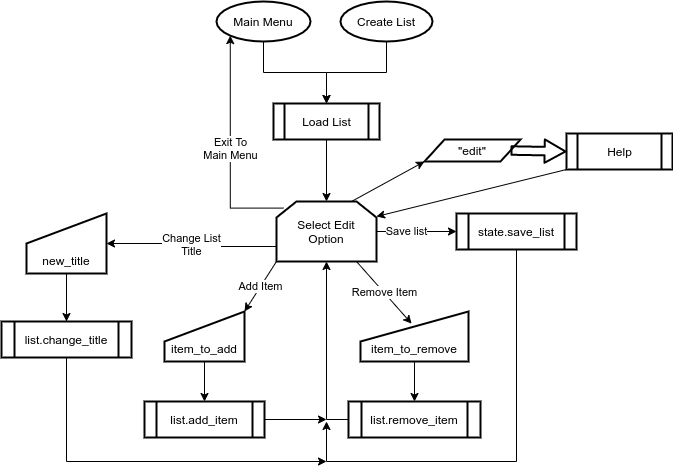 Main Menu
Create List
Load List
Exit To
Main Menu
"edit"
Help
Select Edit
Option
Change List
Title
Save list
state.save_list
new_title
Add Item
Remove Item
list.change_title
item_to_add
item_to_remove
list.add_item
list.remove_item